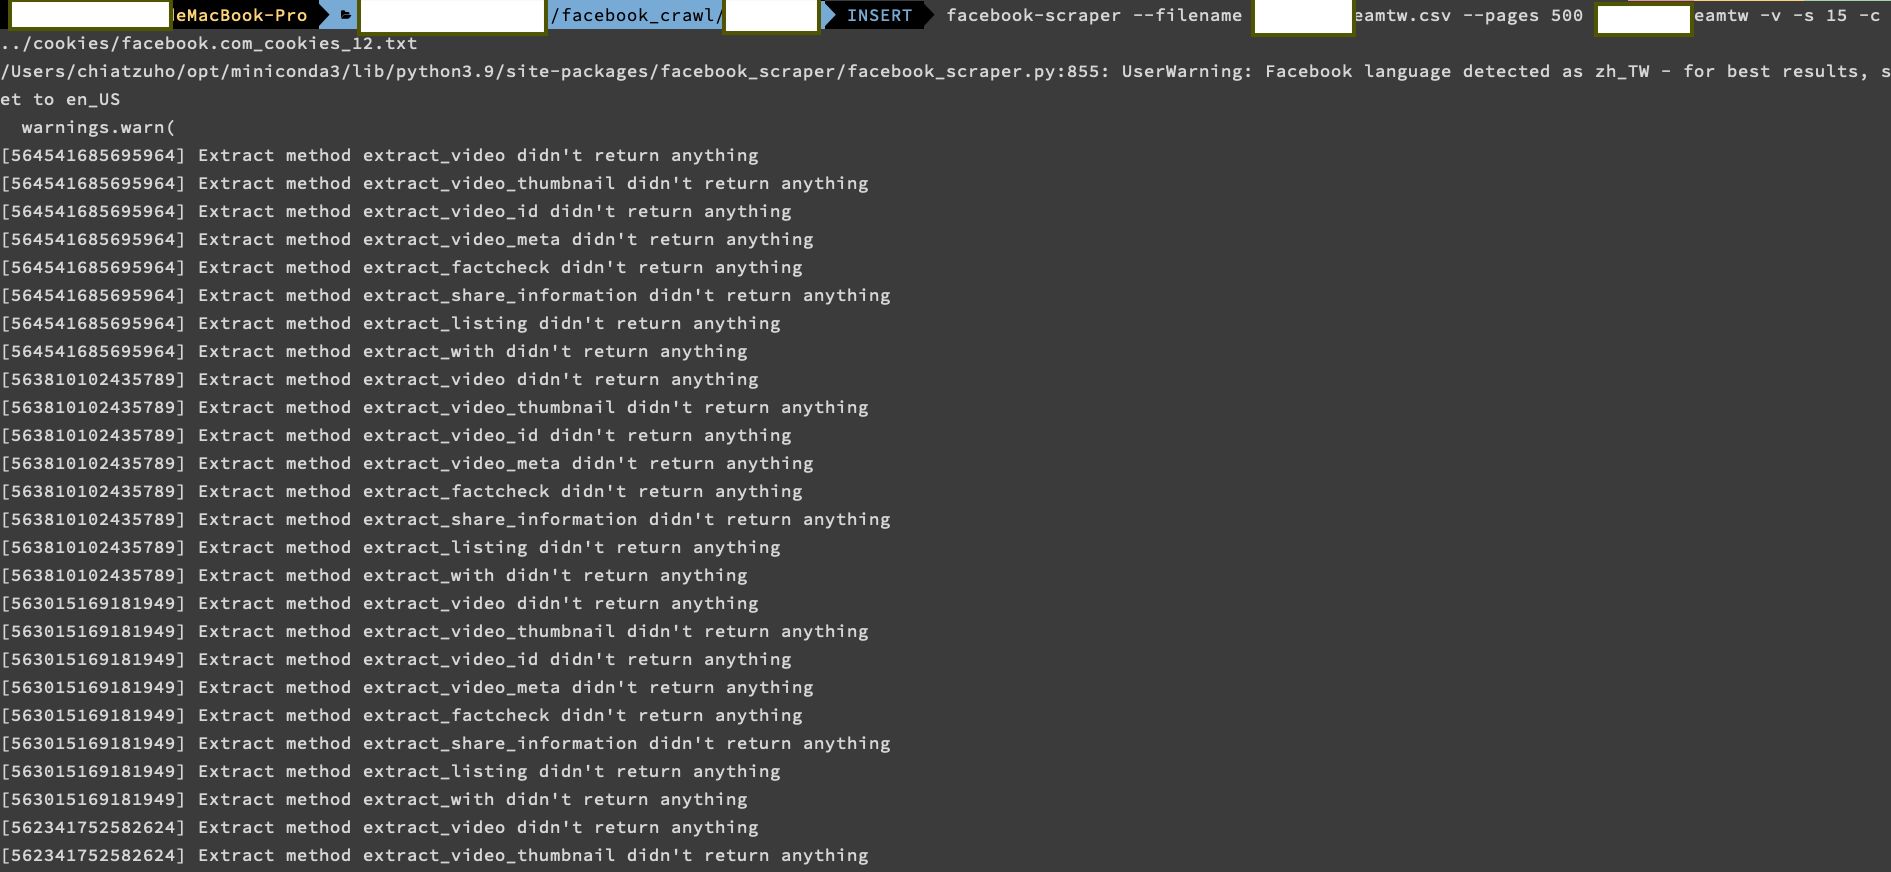 eMacBook-Pro /facebook_crawl/ INSERT facebook-scraper --filename eamtw.csv --pages 500 eamtw -v -s 15 -c
../cookies/facebook.com_cookies_12.txt
/Users/chiatzuho/opt/miniconda3/lib/python3.9/site-packages/facebook_scraper/facebook_scraper.py:855: UserWarning: Facebook language detected as zh_TW - for best results, s
et to en_US
warnings.warn(
[564541685695964] Extract method extract_video didn't return anything
[564541685695964] Extract method extract_video_thumbnail didn't return anything
[564541685695964] Extract method extract_video_id didn't return anything
[564541685695964] Extract method extract_video_meta didn't return anything
[564541685695964] Extract method extract_factcheck didn't return anything
[564541685695964] Extract method extract_share_information didn't return anything
[564541685695964] Extract method extract_listing didn't return anything
[564541685695964] Extract method extract_with didn't return anything
[563810102435789] Extract method extract_video didn't return anything
[563810102435789] Extract method extract_video_thumbnail didn't return anything
[563810102435789] Extract method extract_video_id didn't return anything
[563810102435789] Extract method extract_video_meta didn't return anything
[563810102435789] Extract method extract_factcheck didn't return anything
[563810102435789] Extract method extract_share_information didn't return anything
[563810102435789] Extract method extract_listing didn't return anything
[563810102435789] Extract method extract_with didn't return anything
[563015169181949] Extract method extract_video didn't return anything
[563015169181949] Extract method extract_video_thumbnail didn't return anything
[563015169181949] Extract method extract_video_id didn't return anything
[563015169181949] Extract method extract_video_meta didn't return anything
[563015169181949] Extract method extract_factcheck didn't return anything
[563015169181949] Extract method extract_share_information didn't return anything
[563015169181949] Extract method extract_listing didn't return anything
[563015169181949] Extract method extract_with didn't return anything
[562341752582624] Extract method extract_video didn't return anything
[562341752582624] Extract method extract_video_thumbnail didn't return anything